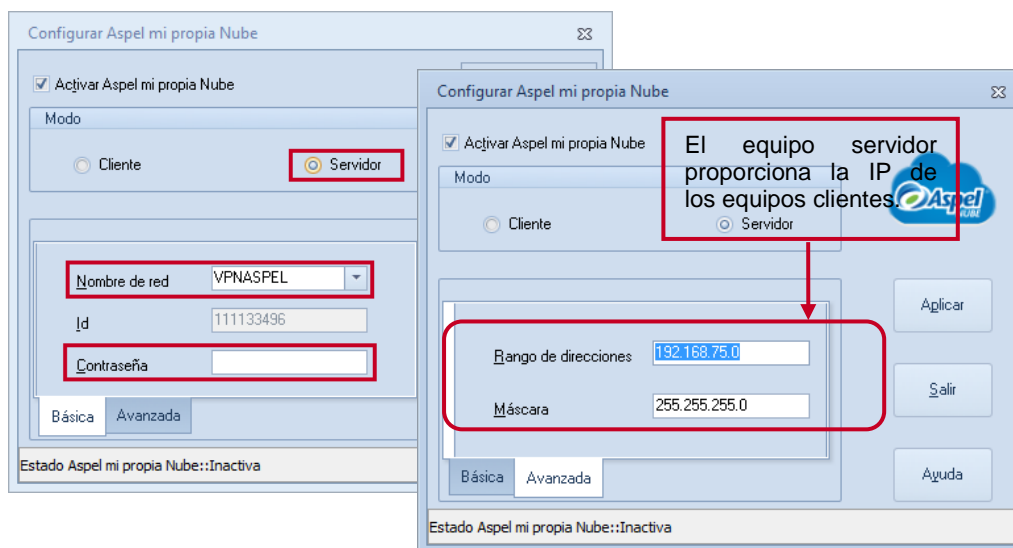 Configurar Aspel mi propia Nube
Activar Aspel mi propia Nube
Modo
Cliente
Servidor
Nombre de red
VPNASPEL
Id
111133496
Contraseña
Básica
Avanzada
Estado Aspel mi propia Nube::Inactiva
Configurar Aspel mi propia Nube
Activar Aspel mi propia Nube
El equipo servidor
proporciona la IP de
los equipos clientes.
Aspel
NUBE
Modo
Cliente
Servidor
Rango de direcciones
192.168.75.0
Máscara
255.255.255.0
Básica
Avanzada
Aplicar
Salir
Ayuda
Estado Aspel mi propia Nube::Inactiva